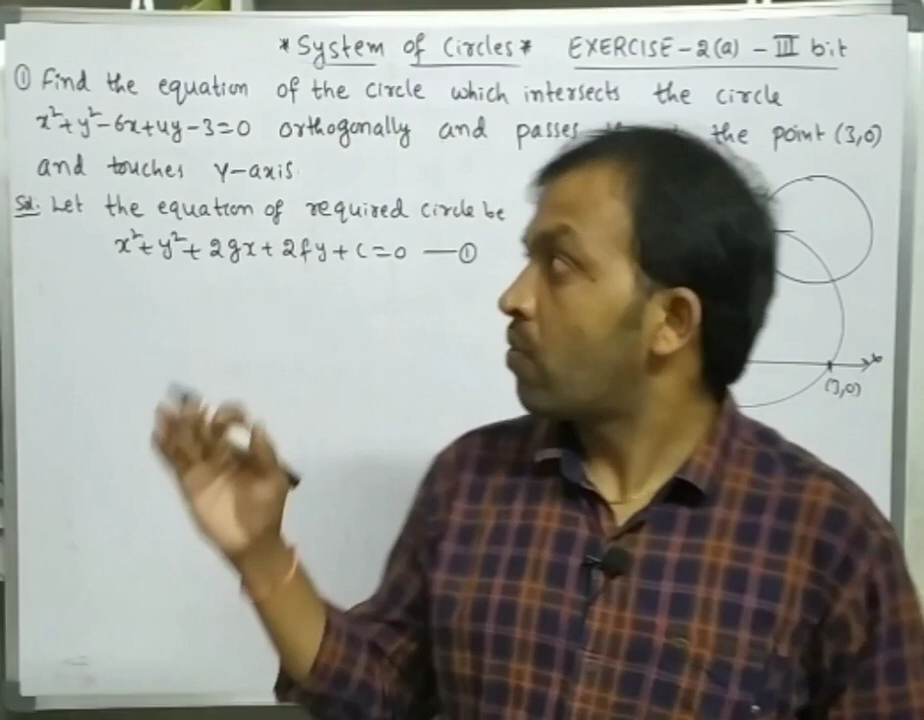 *System of Circles* EXERCISE-2(a) - III bit
① Find the equation of the circle which intersects the circle
x²+y²-6x+4y-3=0 orthogonally and passes the point (3,0)
and touches Y-axis.
Sol: Let the equation of required circle be
x²+y²+2gx+2fy+c=0 —①
(3,0)